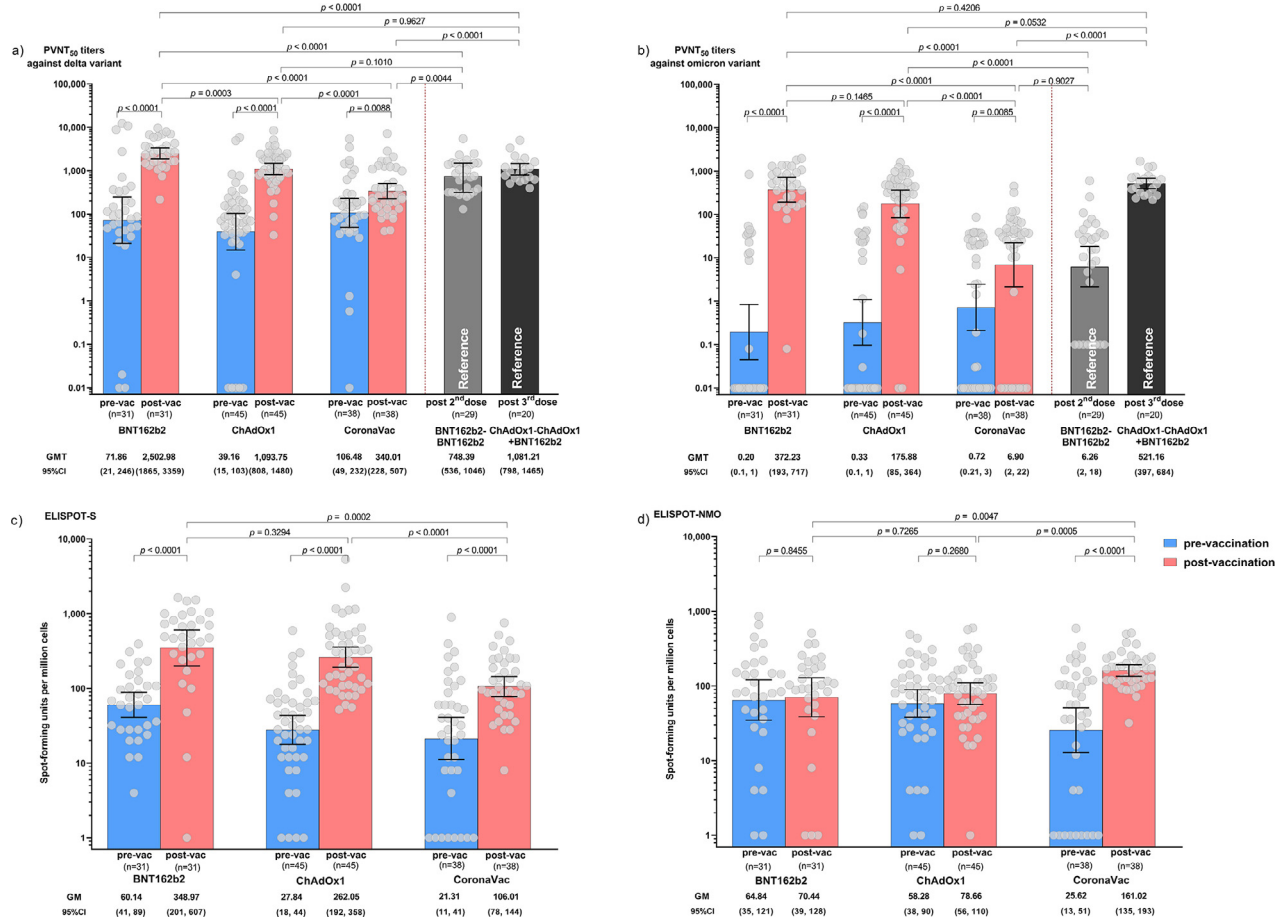 a) PVNT50 titers
against delta variant
p < 0.0001
p = 0.9627
p < 0.0001
p < 0.0001
p = 0.1010
p < 0.0001
p = 0.0044
p = 0.0003
p < 0.0001
p < 0.0001
p < 0.0001
p = 0.0088
100,000
10,000
1,000
100
10
1
0.1
0.01
Reference
Reference
pre-vac post-vac pre-vac post-vac pre-vac post-vac post 2nd dose post 3rd dose
(n=31) (n=31) (n=45) (n=45) (n=38) (n=38) (n=29) (n=20)
BNT162b2 ChAdOx1 CoronaVac BNT162b2- ChAdOx1-ChAdOx1
BNT162b2 +BNT162b2
GMT 71.86 2,502.98 39.16 1,093.75 106.48 340.01 748.39 1,081.21
95%CI (21, 246) (1865, 3359) (15, 103) (808, 1480) (49, 232) (228, 507) (536, 1046) (798, 1465)
b) PVNT50 titers
against omicron variant
p = 0.4206
p = 0.0532
p < 0.0001
p < 0.0001
p < 0.0001
p < 0.0001
p = 0.9027
p = 0.1465
p < 0.0001
p < 0.0001
p < 0.0001
p = 0.0085
100,000
10,000
1,000
100
10
1
0.1
0.01
Reference
Reference
pre-vac post-vac pre-vac post-vac pre-vac post-vac post 2nd dose post 3rd dose
(n=31) (n=31) (n=45) (n=45) (n=38) (n=38) (n=29) (n=20)
BNT162b2 ChAdOx1 CoronaVac BNT162b2- ChAdOx1-ChAdOx1
BNT162b2 +BNT162b2
GMT 0.20 372.23 0.33 175.88 0.72 6.90 6.26 521.16
95%CI (0.1, 1) (193, 717) (0.1, 1) (85, 364) (0.21, 3) (2, 22) (2, 18) (397, 684)
c) ELISPOT-S
p = 0.0002
p = 0.3294
p < 0.0001
p < 0.0001
p < 0.0001
p < 0.0001
Spot-forming units per million cells
10,000
1,000
100
10
1
pre-vac post-vac pre-vac post-vac pre-vac post-vac
(n=31) (n=31) (n=45) (n=45) (n=38) (n=38)
BNT162b2 ChAdOx1 CoronaVac
GM 60.14 348.97 27.84 262.05 21.31 106.01
95%CI (41, 89) (201, 607) (18, 44) (192, 358) (11, 41) (78, 144)
d) ELISPOT-NMO
p = 0.0047
p = 0.7265
p = 0.0005
p = 0.8455
p = 0.2680
p < 0.0001
Spot-forming units per million cells
10,000
1,000
100
10
1
pre-vac post-vac pre-vac post-vac pre-vac post-vac
(n=31) (n=31) (n=45) (n=45) (n=38) (n=38)
BNT162b2 ChAdOx1 CoronaVac
GM 64.84 70.44 58.28 78.66 25.62 161.02
95%CI (35, 121) (39, 128) (38, 90) (56, 110) (13, 51) (135, 193)
pre-vaccination
post-vaccination